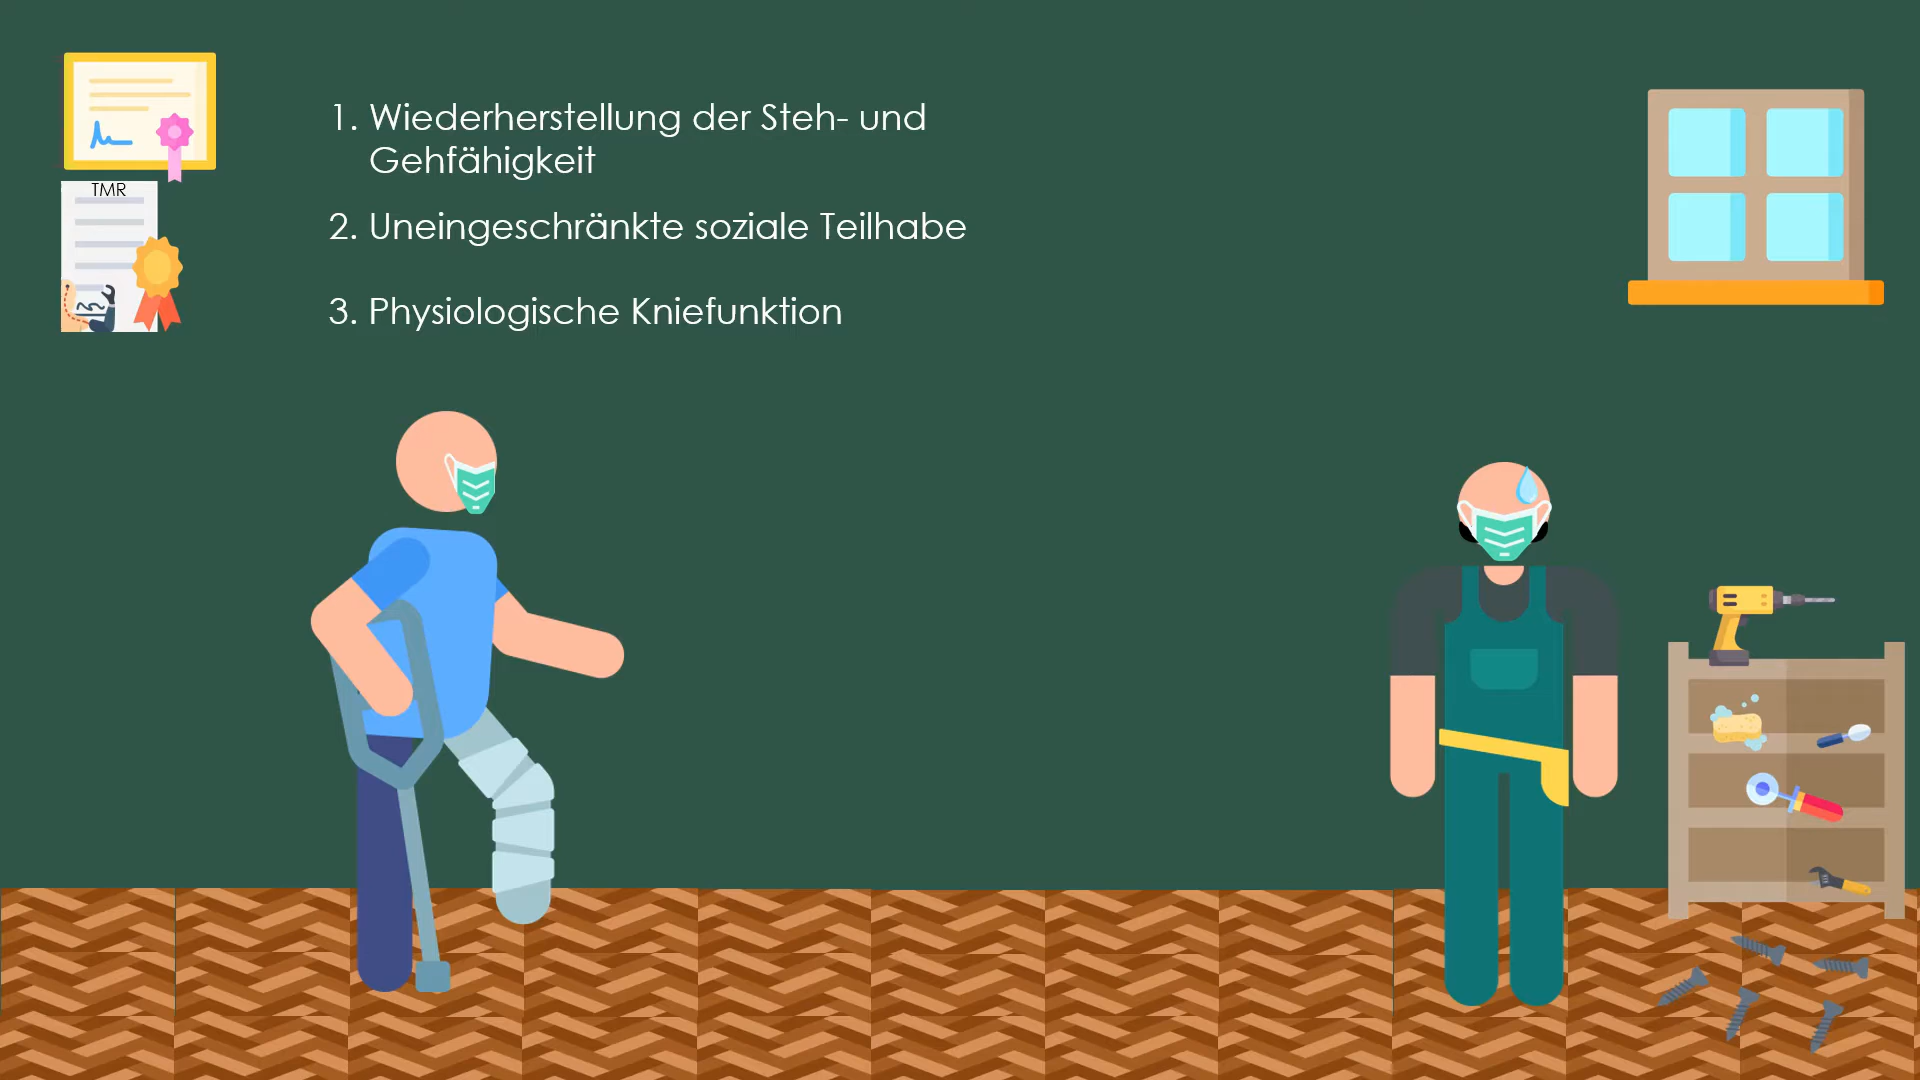 1. Wiederherstellung der Steh- und
Gehfähigkeit
TMR
2. Uneingeschränkte soziale Teilhabe
3. Physiologische Kniefunktion